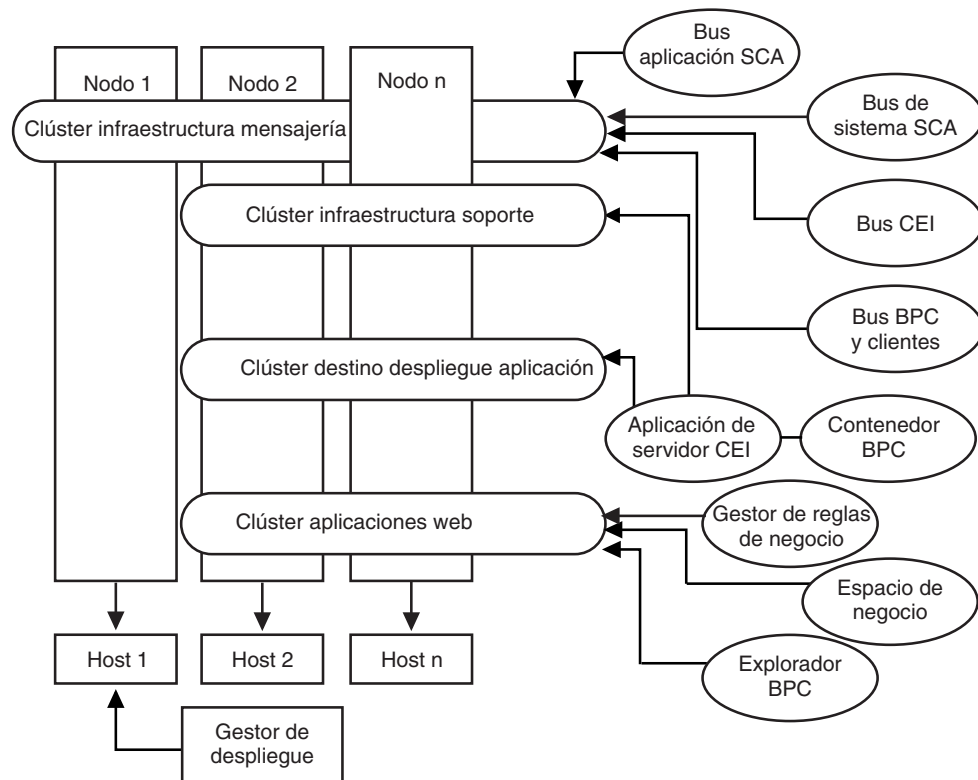 Bus
aplicación SCA
Nodo 1
Nodo 2
Nodo n
Bus de
sistema SCA
Clúster infraestructura mensajería
Clúster infraestructura soporte
Bus CEI
Bus BPC
y clientes
Clúster destino despliegue aplicación
Aplicación de
servidor CEI
Contenedor
BPC
Clúster aplicaciones web
Gestor de reglas
de negocio
Espacio de
negocio
Host 1
Host 2
Host n
Explorador
BPC
Gestor de
despliegue